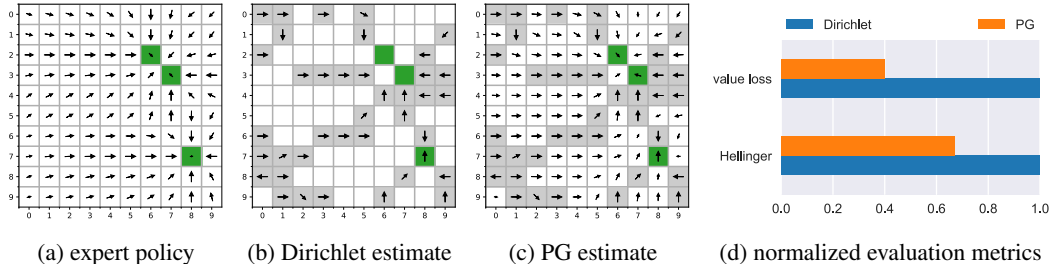 0
1
2
3
4
5
6
7
8
9
0 1 2 3 4 5 6 7 8 9
0
1
2
3
4
5
6
7
8
9
0 1 2 3 4 5 6 7 8 9
0
1
2
3
4
5
6
7
8
9
0 1 2 3 4 5 6 7 8 9
Dirichlet PG
value loss
Hellinger
0.0 0.2 0.4 0.6 0.8 1.0
(a) expert policy
(b) Dirichlet estimate
(c) PG estimate
(d) normalized evaluation metrics